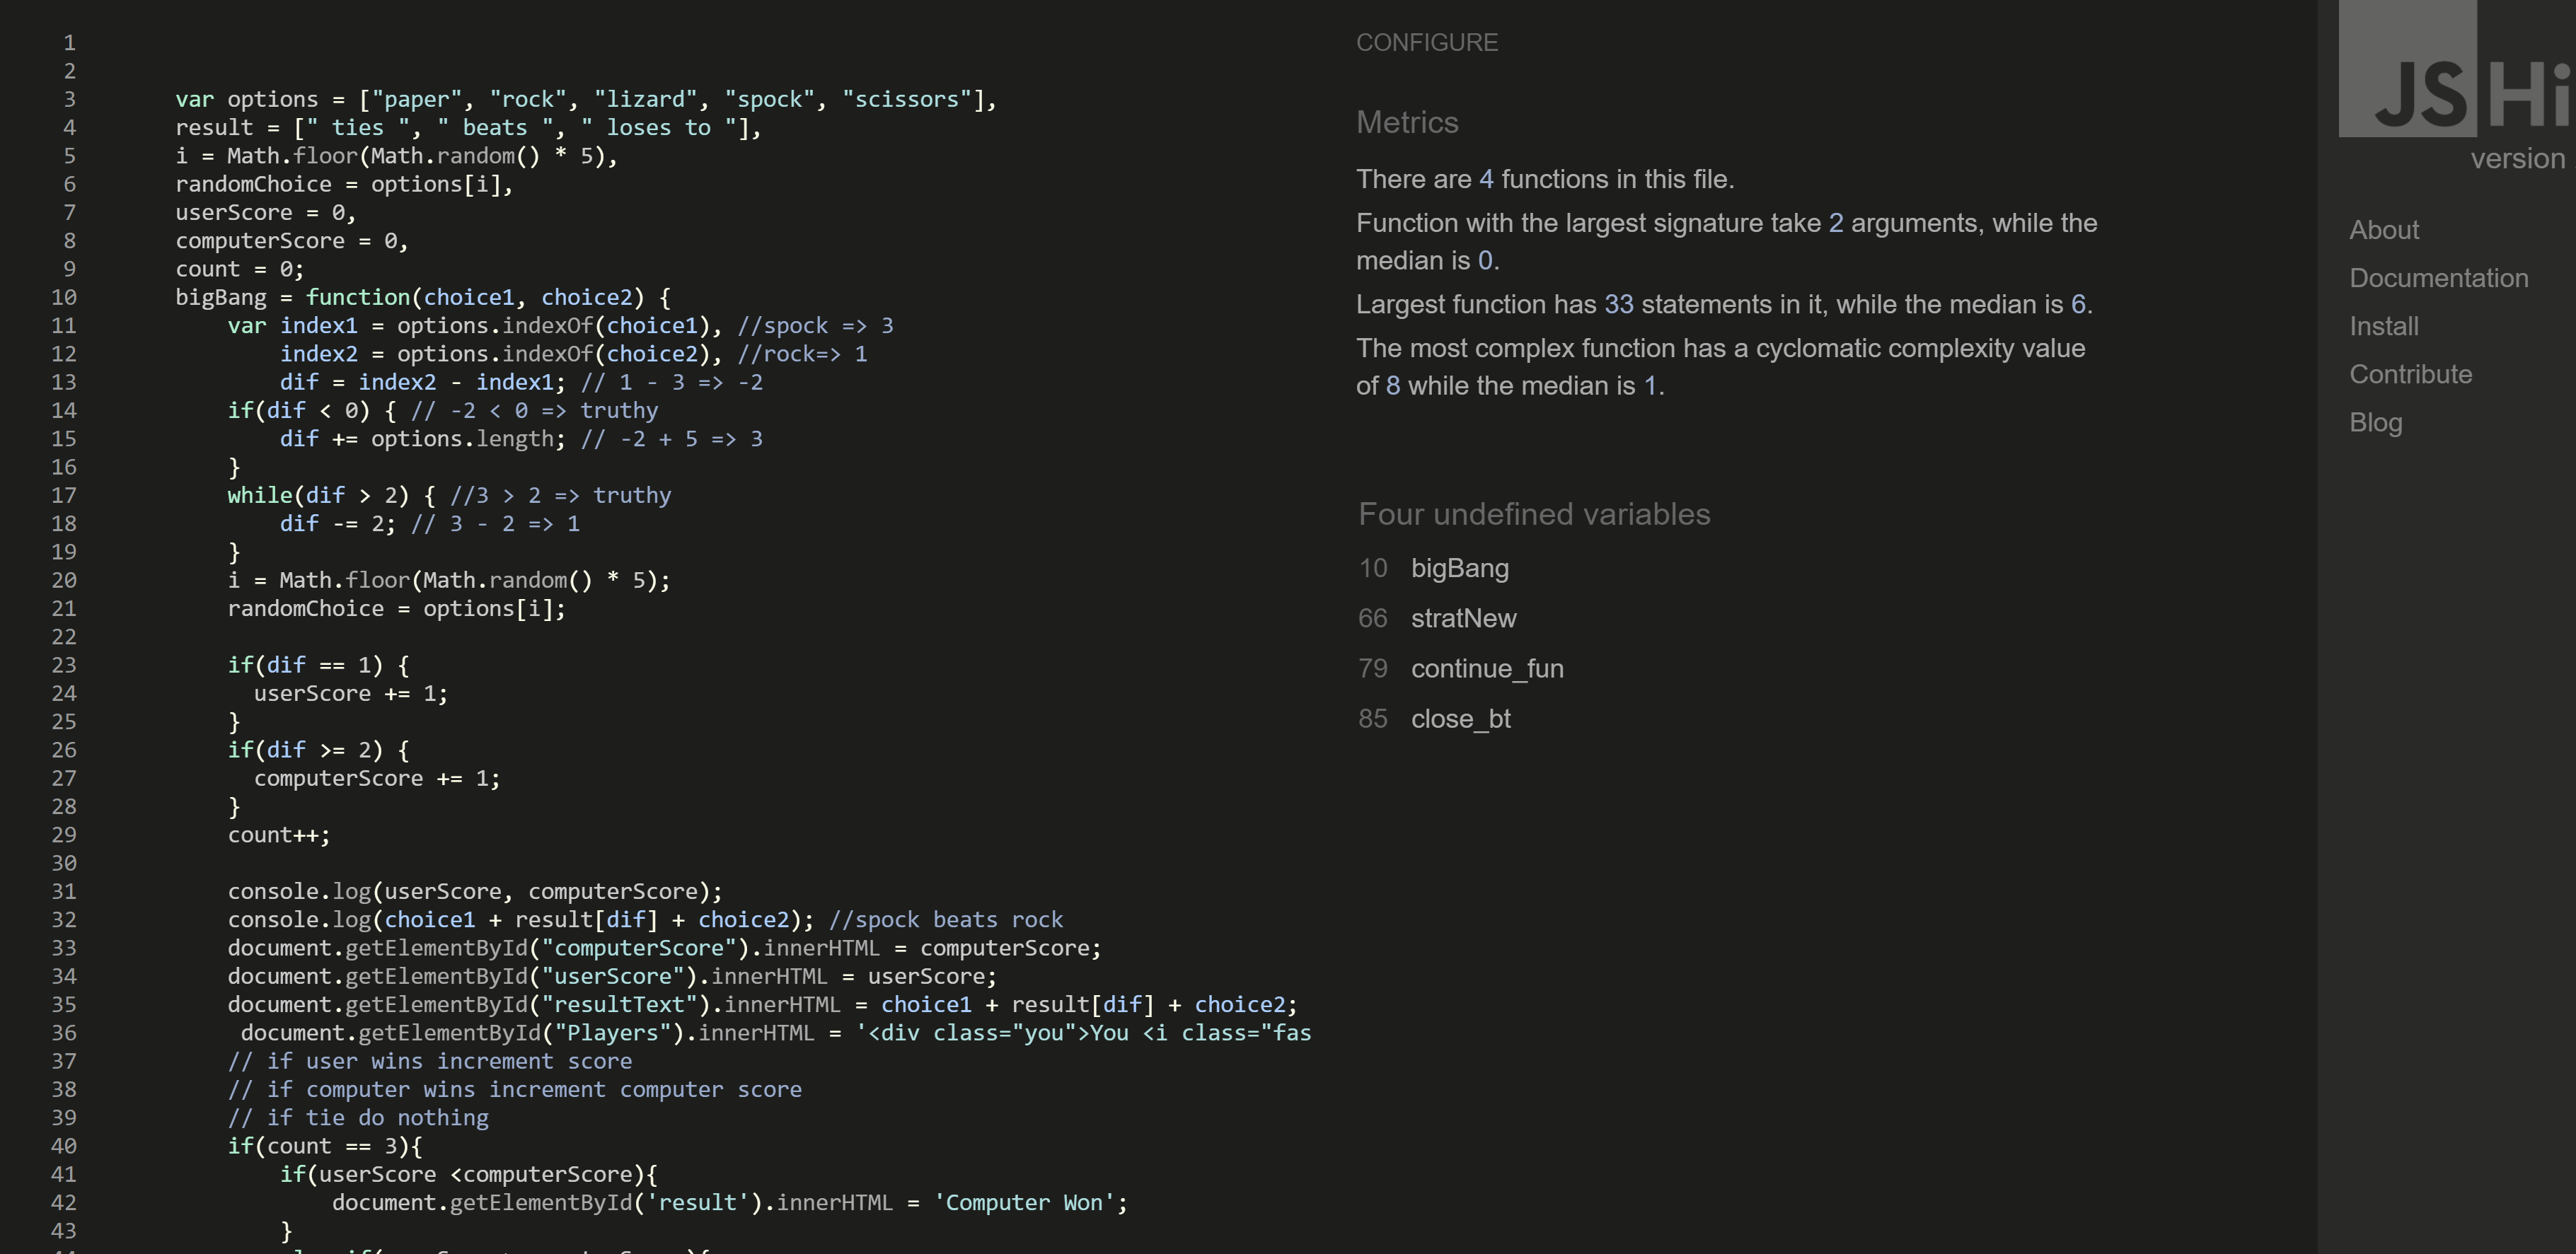 1
2
3 var options = ["paper", "rock", "lizard", "spock", "scissors"],
4 result = [" ties ", " beats ", " loses to "],
5 i = Math.floor(Math.random() * 5),
6 randomChoice = options[i],
7 userScore = 0,
8 computerScore = 0,
9 count = 0;
10 bigBang = function(choice1, choice2) {
11 var index1 = options.indexOf(choice1), //spock => 3
12 index2 = options.indexOf(choice2), //rock=> 1
13 dif = index2 - index1; // 1 - 3 => -2
14 if(dif < 0) { // -2 < 0 => truthy
15 dif += options.length; // -2 + 5 => 3
16 }
17 while(dif > 2) { //3 > 2 => truthy
18 dif -= 2; // 3 - 2 => 1
19 }
20 i = Math.floor(Math.random() * 5);
21 randomChoice = options[i];
22
23 if(dif == 1) {
24 userScore += 1;
25 }
26 if(dif >= 2) {
27 computerScore += 1;
28 }
29 count++;
30
31 console.log(userScore, computerScore);
32 console.log(choice1 + result[dif] + choice2); //spock beats rock
33 document.getElementById("computerScore").innerHTML = computerScore;
34 document.getElementById("userScore").innerHTML = userScore;
35 document.getElementById("resultText").innerHTML = choice1 + result[dif] + choice2;
36 document.getElementById("Players").innerHTML = '<div class="you">You <i class="fas
37 // if user wins increment score
38 // if computer wins increment computer score
39 // if tie do nothing
40 if(count == 3){
41 if(userScore <computerScore){
42 document.getElementById('result').innerHTML = 'Computer Won';
43 }
CONFIGURE
Metrics
There are 4 functions in this file.
Function with the largest signature take 2 arguments, while the
median is 0.
Largest function has 33 statements in it, while the median is 6.
The most complex function has a cyclomatic complexity value
of 8 while the median is 1.
Four undefined variables
10 bigBang
66 stratNew
79 continue_fun
85 close_bt
JSHi
version
About
Documentation
Install
Contribute
Blog